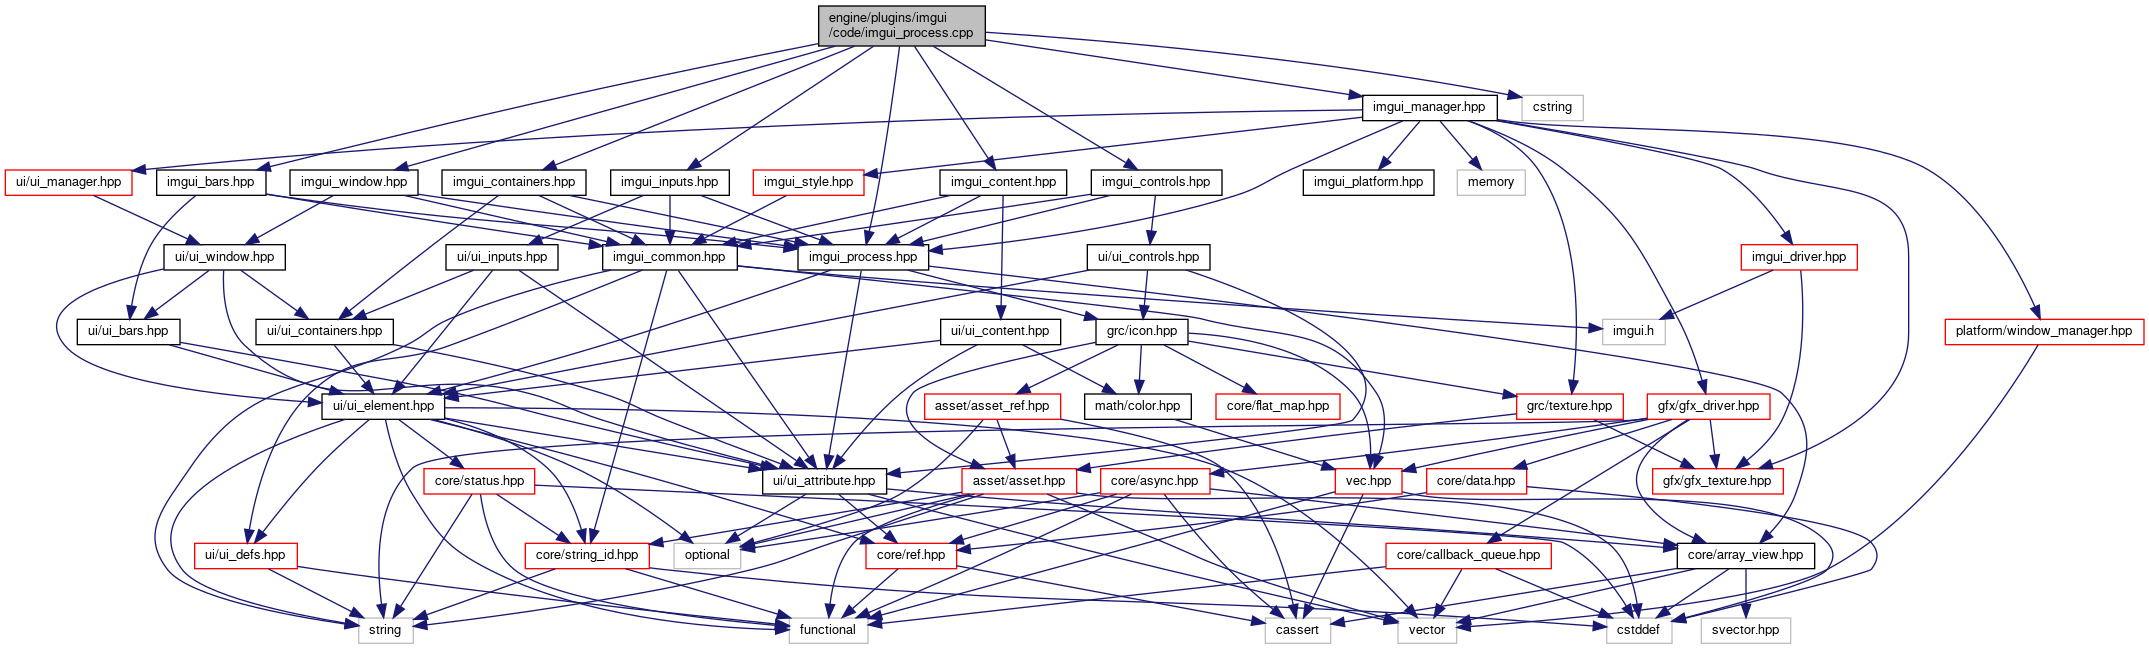 engine/plugins/imgui
/code/imgui_process.cpp
imgui_manager.hpp
cstring
ui/ui_manager.hpp
imgui_bars.hpp
imgui_window.hpp
imgui_containers.hpp
imgui_inputs.hpp
imgui_style.hpp
imgui_content.hpp
imgui_controls.hpp
imgui_platform.hpp
memory
ui/ui_window.hpp
ui/ui_inputs.hpp
imgui_common.hpp
imgui_process.hpp
ui/ui_controls.hpp
imgui_driver.hpp
ui/ui_bars.hpp
ui/ui_containers.hpp
ui/ui_content.hpp
grc/icon.hpp
imgui.h
platform/window_manager.hpp
ui/ui_element.hpp
asset/asset_ref.hpp
math/color.hpp
core/flat_map.hpp
grc/texture.hpp
gfx/gfx_driver.hpp
core/status.hpp
ui/ui_attribute.hpp
asset/asset.hpp
core/async.hpp
vec.hpp
core/data.hpp
gfx/gfx_texture.hpp
ui/ui_defs.hpp
core/string_id.hpp
optional
core/ref.hpp
core/callback_queue.hpp
core/array_view.hpp
string
functional
cassert
vector
cstddef
svector.hpp